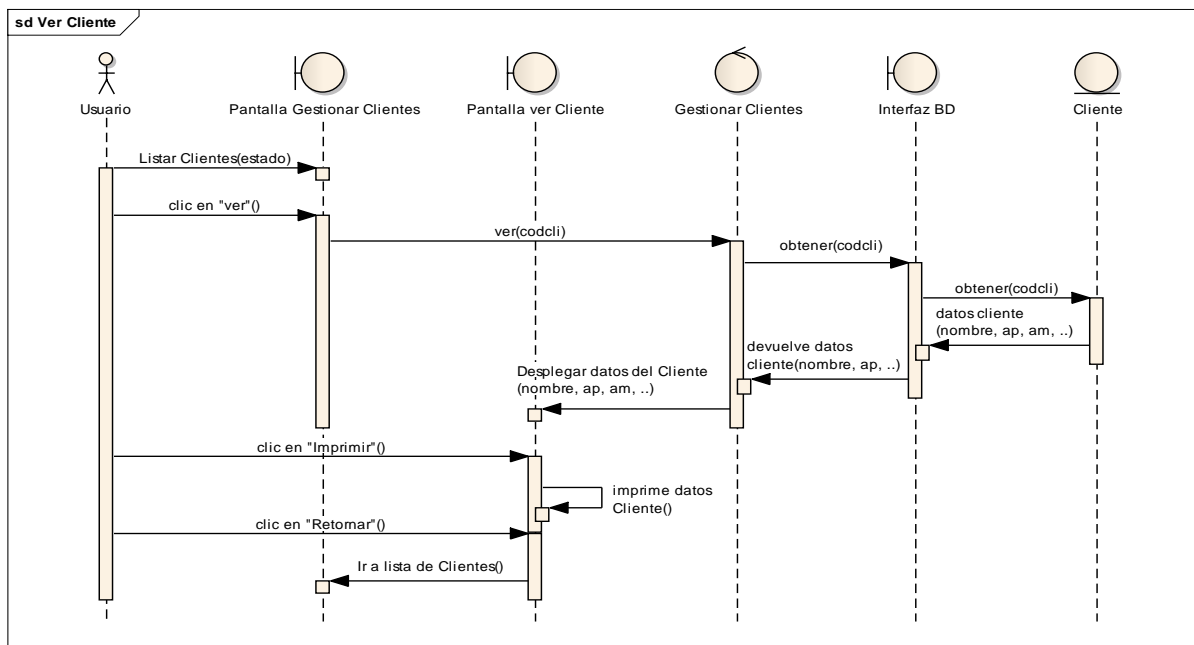 sd Ver Cliente
Usuario
Pantalla Gestionar Clientes
Pantalla ver Cliente
Gestionar Clientes
Interfaz BD
Cliente
Listar Clientes(estado)
clic en "ver"()
ver(codcli)
obtener(codcli)
obtener(codcli)
datos cliente
(nombre, ap, am, ..)
devuelve datos
cliente(nombre, ap, ..)
Desplegar datos del Cliente
(nombre, ap, am, ..)
clic en "Imprimir"()
imprime datos
Cliente()
clic en "Retornar"()
Ir a lista de Clientes()